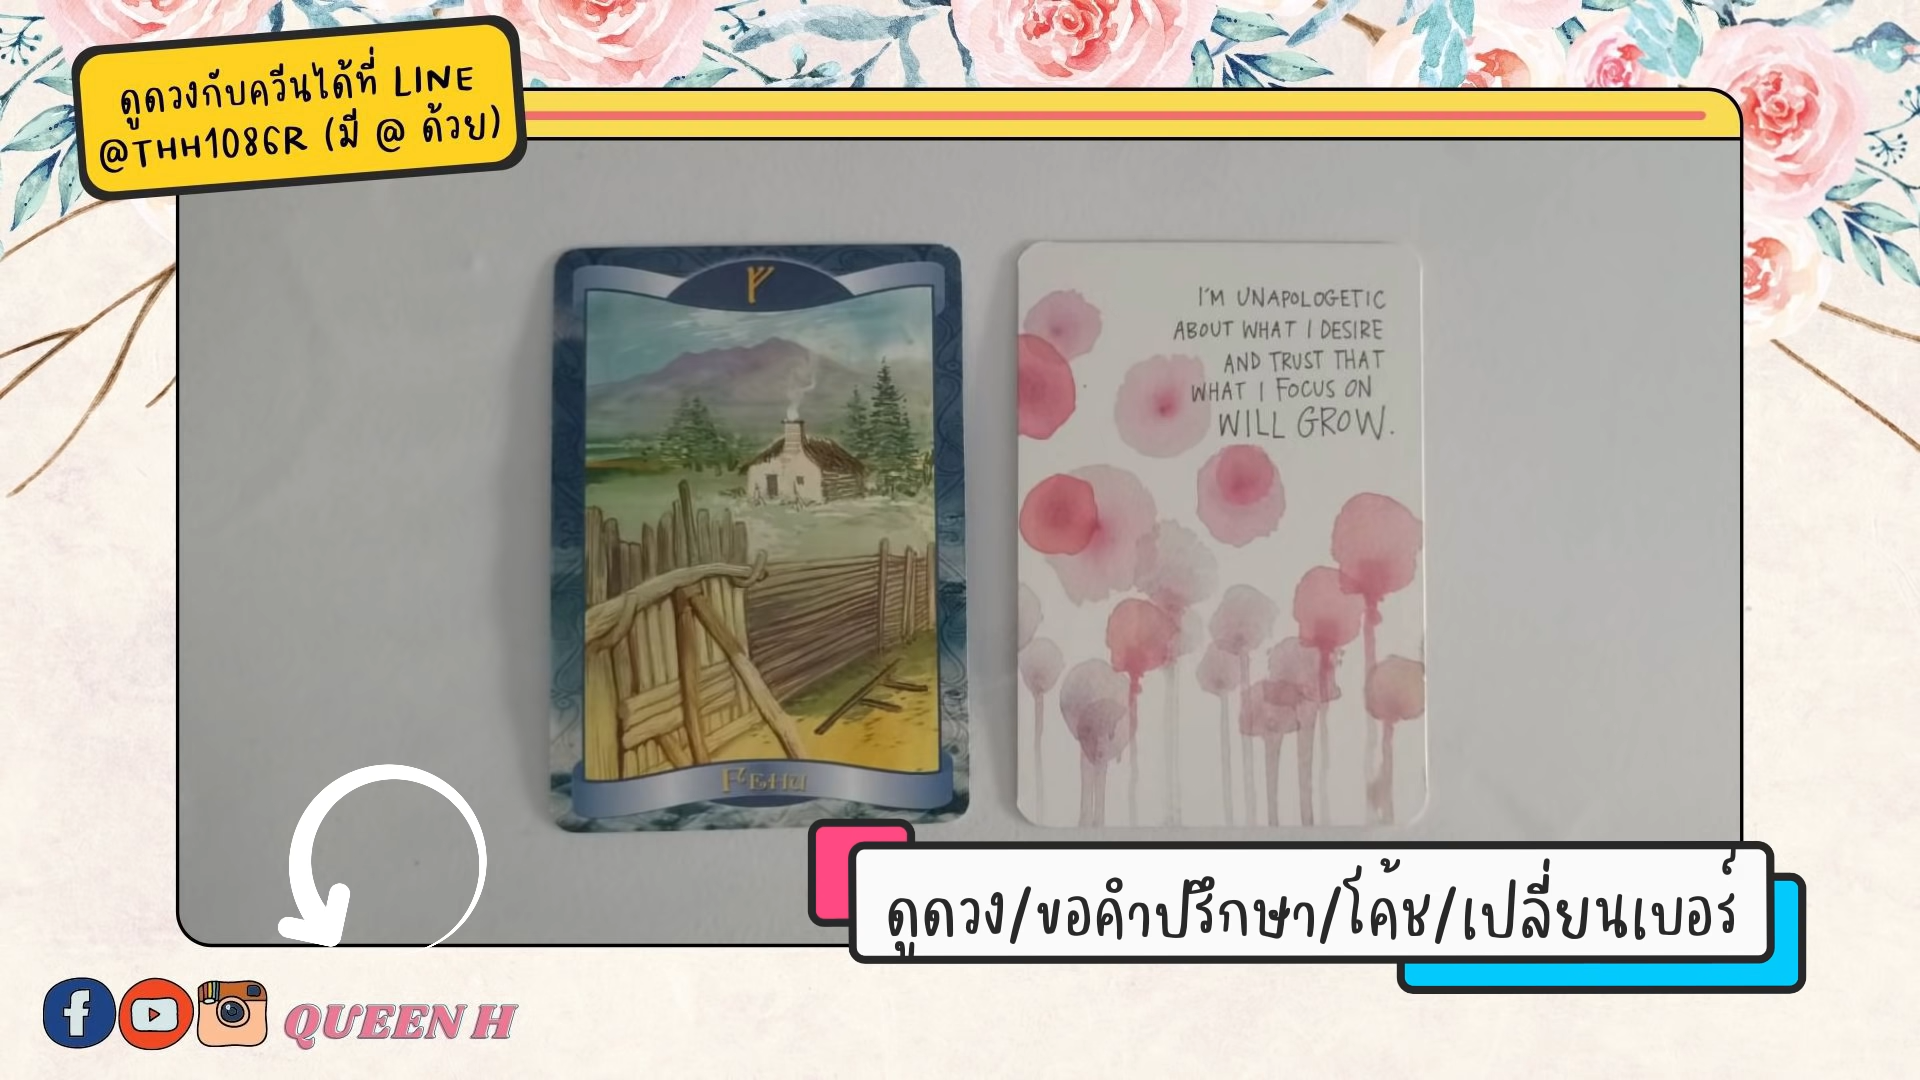 ดูดวงกับควีนได้ที่ LINE
@THH1086R (มี @ ด้วย)
I'M UNAPOLOGETIC
ABOUT WHAT I DESIRE
AND TRUST THAT
WHAT I FOCUS ON
WILL GROW.
FEHU
ดูดวง/ขอคำปรึกษา/โค้ช/เปลี่ยนเบอร์
QUEEN H